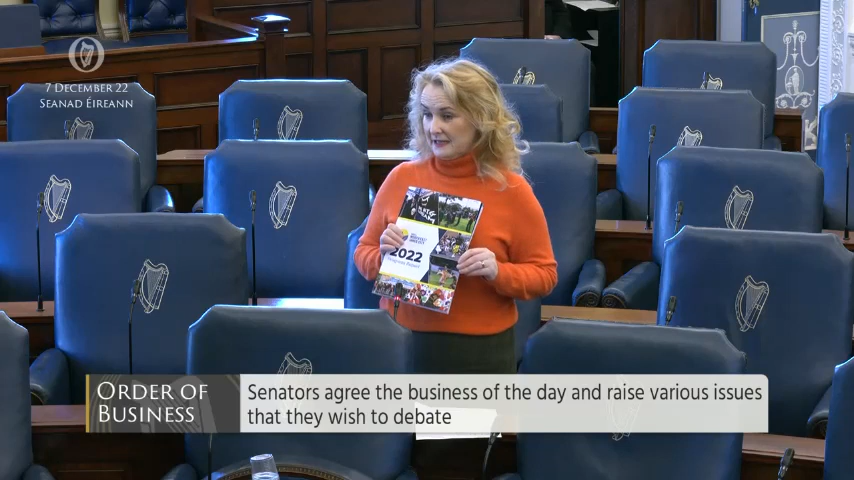 7 December 22
Seanad Éireann
2022
Order of
Business
Senators agree the business of the day and raise various issues
that they wish to debate